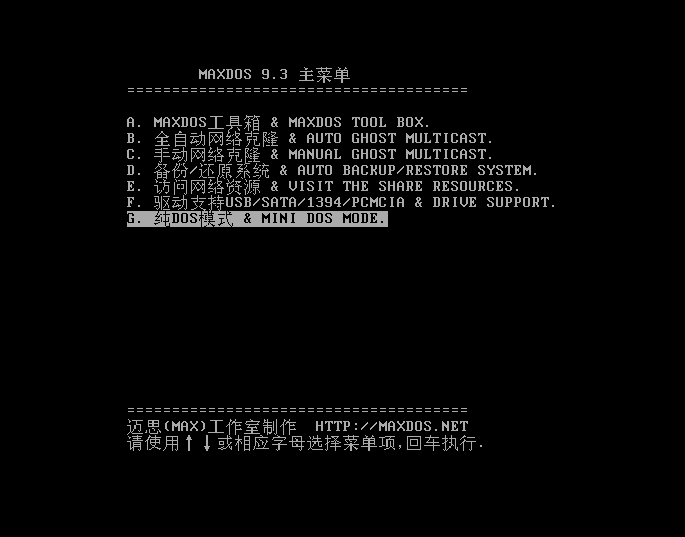 MAXDOS 9.3 主菜单
======================================
A. MAXDOS工具箱 & MAXDOS TOOL BOX.
B. 全自动网络克隆 & AUTO GHOST MULTICAST.
C. 手动网络克隆 & MANUAL GHOST MULTICAST.
D. 备份/还原系统 & AUTO BACKUP/RESTORE SYSTEM.
E. 访问网络资源 & VISIT THE SHARE RESOURCES.
F. 驱动支持USB/SATA/1394/PCMCIA & DRIVE SUPPORT.
G. 纯DOS模式 & MINI DOS MODE.
======================================
迈思(MAX)工作室制作  HTTP://MAXDOS.NET
请使用↑ ↓或相应字母选择菜单项,回车执行.